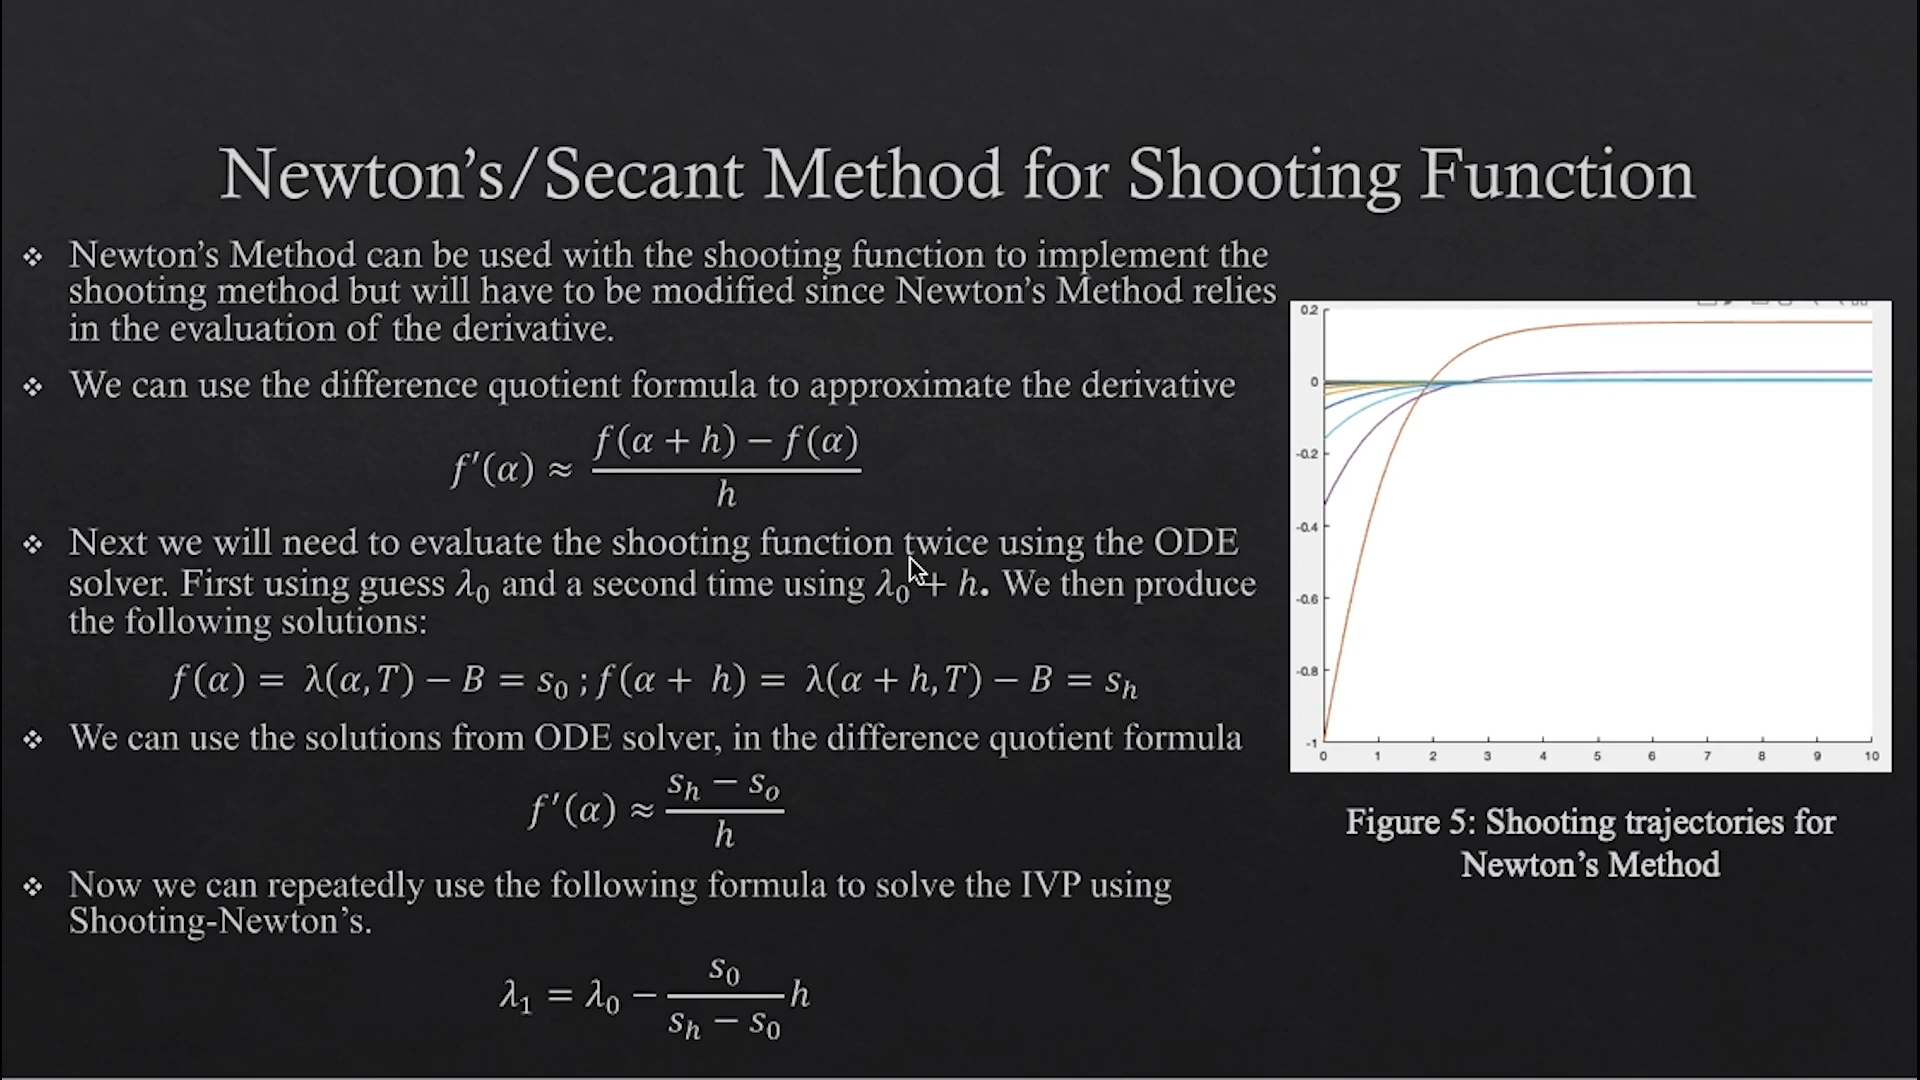 Newton's/Secant Method for Shooting Function
❖ Newton's Method can be used with the shooting function to implement the
shooting method but will have to be modified since Newton's Method relies
in the evaluation of the derivative.
❖ We can use the difference quotient formula to approximate the derivative
f′(α) ≈ (f(α + h) − f(α)) / h
❖ Next we will need to evaluate the shooting function twice using the ODE
solver. First using guess λ₀ and a second time using λ₀ + h. We then produce
the following solutions:
f(α) = λ(α, T) − B = s₀ ; f(α + h) = λ(α + h, T) − B = sₕ
❖ We can use the solutions from ODE solver, in the difference quotient formula
f′(α) ≈ (sₕ − sₒ) / h
❖ Now we can repeatedly use the following formula to solve the IVP using
Shooting-Newton's.
λ₁ = λ₀ − s₀ / (sₕ − s₀) h
0.2
0
-0.2
-0.4
-0.6
-0.8
-1
0 1 2 3 4 5 6 7 8 9 10
Figure 5: Shooting trajectories for
Newton's Method